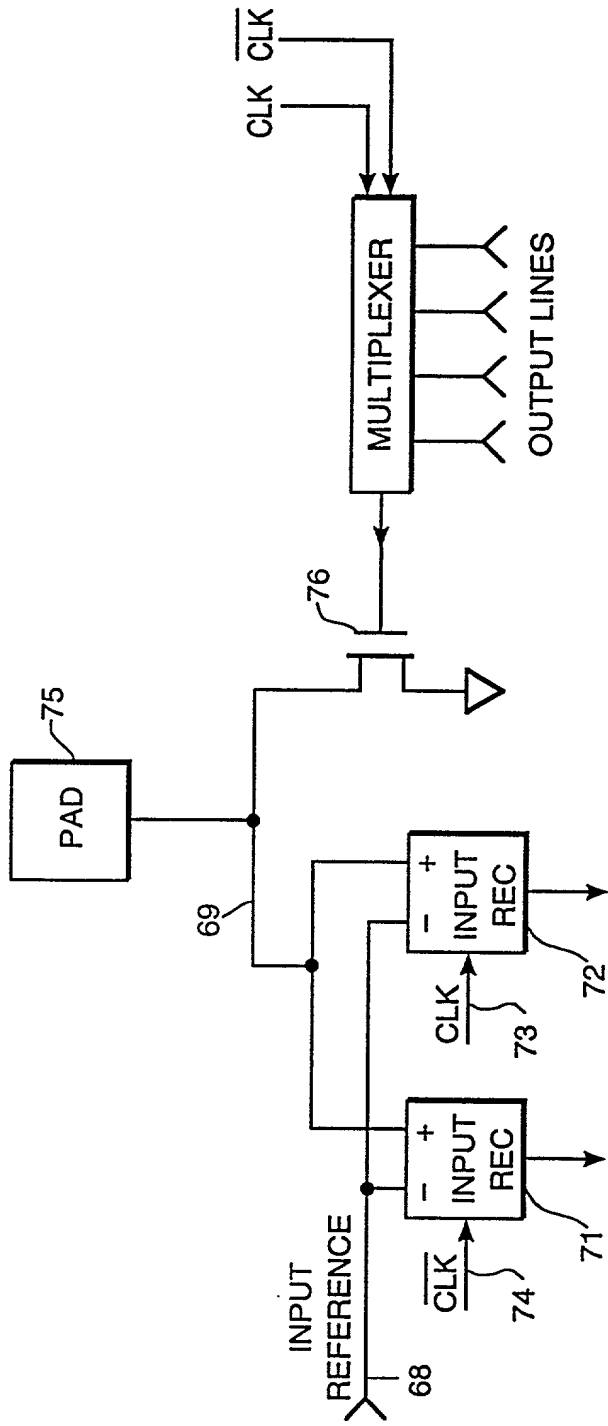 PAD
75
69
76
INPUT
REFERENCE
68
CLK
CLK
MULTIPLEXER
OUTPUT LINES
C̅L̅K̅
74
−
+
INPUT
REC
71
CLK
73
−
+
INPUT
REC
72